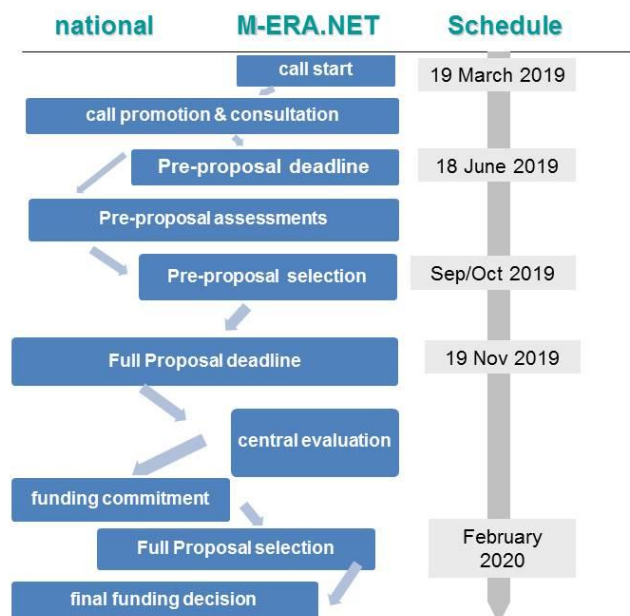 national M-ERA.NET Schedule
call start
19 March 2019
call promotion & consultation
Pre-proposal deadline
18 June 2019
Pre-proposal assessments
Pre-proposal selection
Sep/Oct 2019
Full Proposal deadline
19 Nov 2019
central evaluation
funding commitment
Full Proposal selection
February
2020
final funding decision